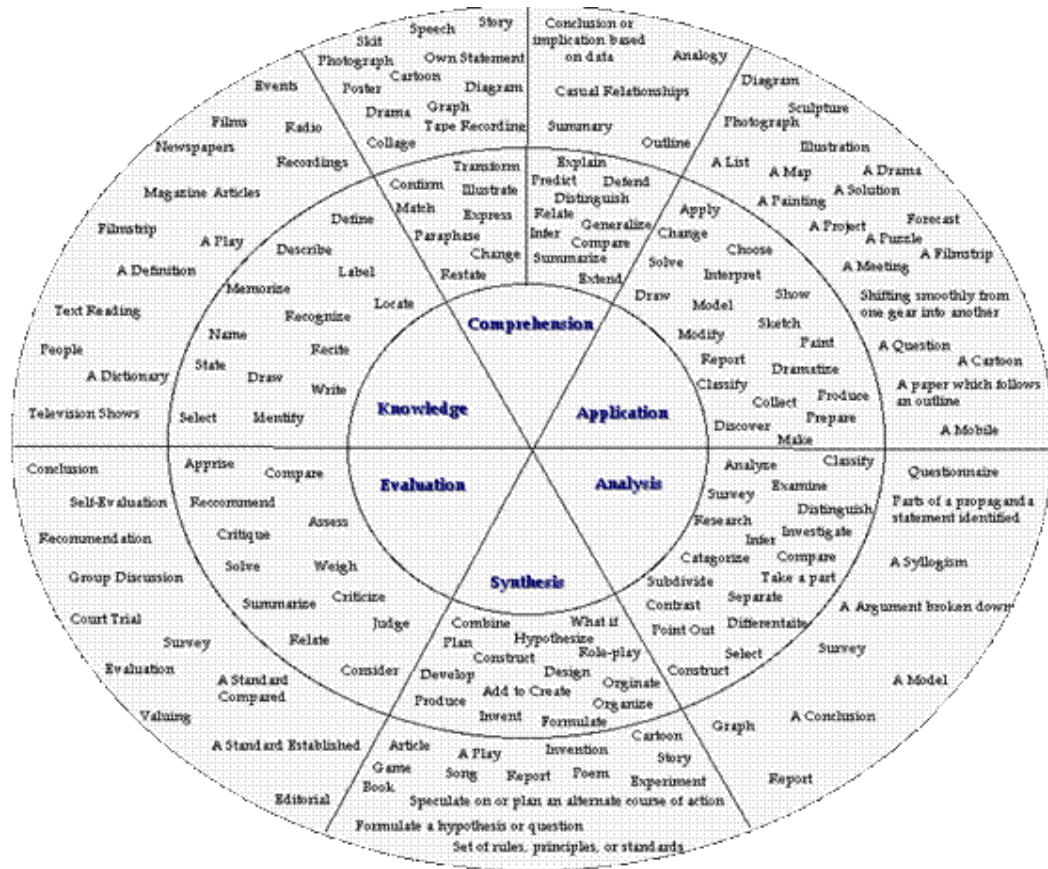 Skit
Speech
Story
Photograph
Own Statement
Cartoon
Poster
Diagram
Drama
Graph
Tape Recordine
Collage
Conclusion or
implication based
on data
Analogy
Casual Relationships
Summary
Outline
Transform
Confirm
Illustrate
Match
Express
Paraphase
Change
Restate
Explain
Predict
Defend
Distinguish
Relate
Generalize
Infer
Compare
Summarize
Extend
Comprehension
Diagram
Sculpture
Photograph
Illustration
A List
A Map
A Drama
A Solution
A Painting
Forecast
A Project
A Puzzle
A Filmstrip
A Meeting
Shifting smoothly from
one gear into another
A Question
A Cartoon
A paper which follows
an outline
A Mobile
Apply
Change
Choose
Solve
Interpret
Show
Draw
Model
Sketch
Modify
Paint
Report
Dramatize
Classify
Collect
Produce
Prepare
Discover
Make
Application
Questionnaire
Parts of a propaganda
statement identified
A Syllogism
A Argument broken down
Survey
A Model
A Conclusion
Graph
Report
Analyze
Classify
Examine
Survey
Distinguish
Research
Investigate
Infer
Catagorize
Compare
Take a part
Subdivide
Separate
Contrast
Differentaite
Point Out
Select
Construct
Analysis
Synthesis
Combine
What if
Hypothesize
Plan
Role-play
Construct
Develop
Design
Orginate
Add to Create
Produce
Organize
Invent
Formulate
Cartoon
Article
A Play
Invention
Story
Game
Song
Report
Poem
Experiment
Book
Speculate on or plan an alternate course of action
Formulate a hypothesis or question
Set of rules, principles, or standards
Evaluation
Apprise
Compare
Reccommend
Assess
Critique
Solve
Weigh
Criticize
Summarize
Judge
Relate
Consider
Conclusion
Self-Evaluation
Recommendation
Group Discussion
Court Trial
Survey
Evaluation
A Standard
Compared
Valuing
A Standard Established
Editorial
Knowledge
Define
Describe
Label
Memorize
Locate
Recognize
Name
Recite
State
Draw
Write
Select
Identify
Events
Films
Radio
Newspapers
Recordings
Magazine Articles
Filmstrip
A Play
A Definition
Text Reading
People
A Dictionary
Television Shows